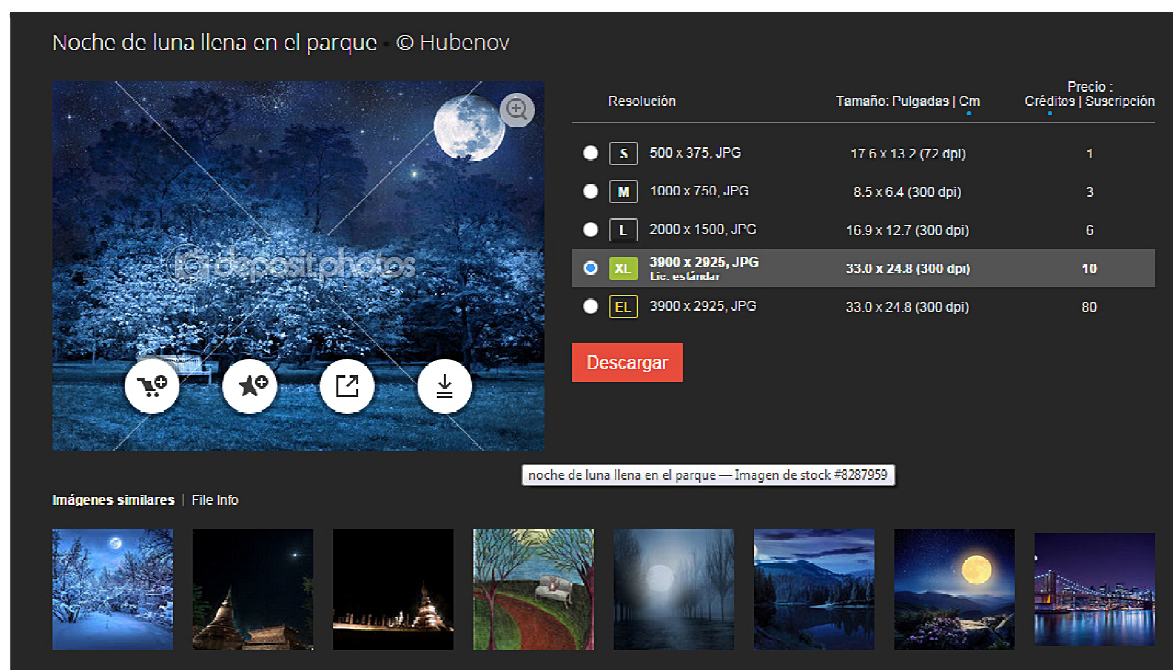 Noche de luna llena en el parque - © Hubenov
depositphotos
Resolución
Tamaño: Pulgadas | Cm
Precio :
Créditos | Suscripción
S 500 x 375, JPG 17.6 x 13.2 (72 dpi) 1
M 1000 x 750, JPG 8.5 x 6.4 (300 dpi) 3
L 2000 x 1500, JPG 16.9 x 12.7 (300 dpi) 6
XL 3900 x 2925, JPG 33.0 x 24.8 (300 dpi) 10
Lic. estándar
EL 3900 x 2925, JPG 33.0 x 24.8 (300 dpi) 80
Descargar
noche de luna llena en el parque — Imagen de stock #8287959
Imágenes similares | File Info